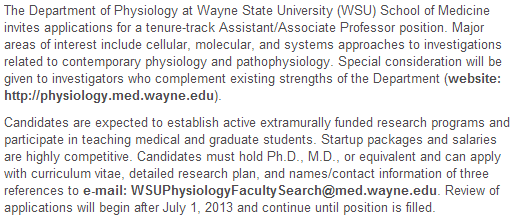 The Department of Physiology at Wayne State University (WSU) School of Medicine
invites applications for a tenure-track Assistant/Associate Professor position. Major
areas of interest include cellular, molecular, and systems approaches to investigations
related to contemporary physiology and pathophysiology. Special consideration will be
given to investigators who complement existing strengths of the Department (website:
http://physiology.med.wayne.edu).
Candidates are expected to establish active extramurally funded research programs and
participate in teaching medical and graduate students. Startup packages and salaries
are highly competitive. Candidates must hold Ph.D., M.D., or equivalent and can apply
with curriculum vitae, detailed research plan, and names/contact information of three
references to e-mail: WSUPhysiologyFacultySearch@med.wayne.edu. Review of
applications will begin after July 1, 2013 and continue until position is filled.